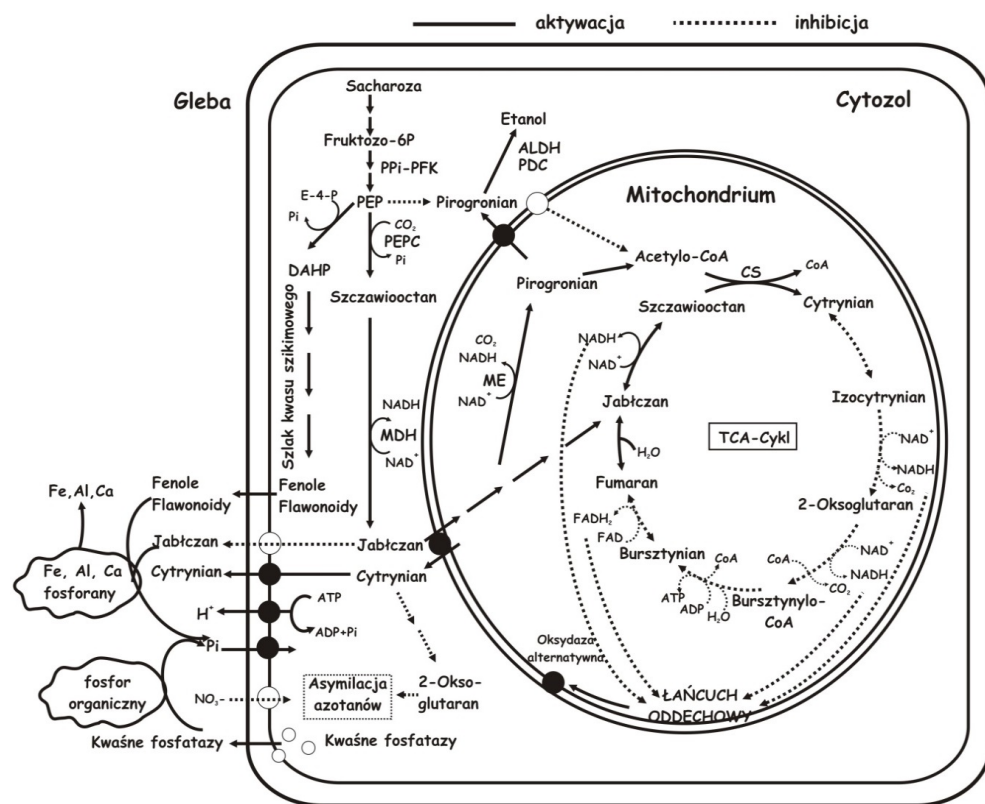 aktywacja
inhibicja
Gleba
Cytozol
Sacharoza
Fruktozo-6P
PPi-PFK
E-4-P
Pi
PEP
CO₂
PEPC
Pi
DAHP
Szczawiooctan
Szlak kwasu szikimowego
NADH
MDH
NAD⁺
Fenole
Flawonoidy
Jabłczan
Cytrynian
Etanol
ALDH
PDC
Pirogronian
Mitochondrium
Pirogronian
Acetylo-CoA
CS
CoA
Szczawiooctan
Cytrynian
CO₂
NADH
ME
NAD⁺
NADH
NAD⁺
Jabłczan
TCA-Cykl
Izocytrynian
NAD⁺
NADH
Co₂
H₂O
Fumaran
2-Oksoglutaran
FADH₂
FAD
Bursztynian
CoA
ATP
ADP
H₂O
Bursztynylo-
CoA
CoA
CO₂
NAD⁺
NADH
Oksydaza
alternatywna
ŁAŃCUCH
ODDECHOWY
Fe,Al,Ca
Fenole
Flawonoidy
Jabłczan
Cytrynian
Fe, Al, Ca
fosforany
H⁺
ATP
ADP+Pi
Pi
fosfor
organiczny
NO₃-
Asymilacja
azotanów
2-Okso-
glutaran
Kwaśne fosfatazy
Kwaśne fosfatazy